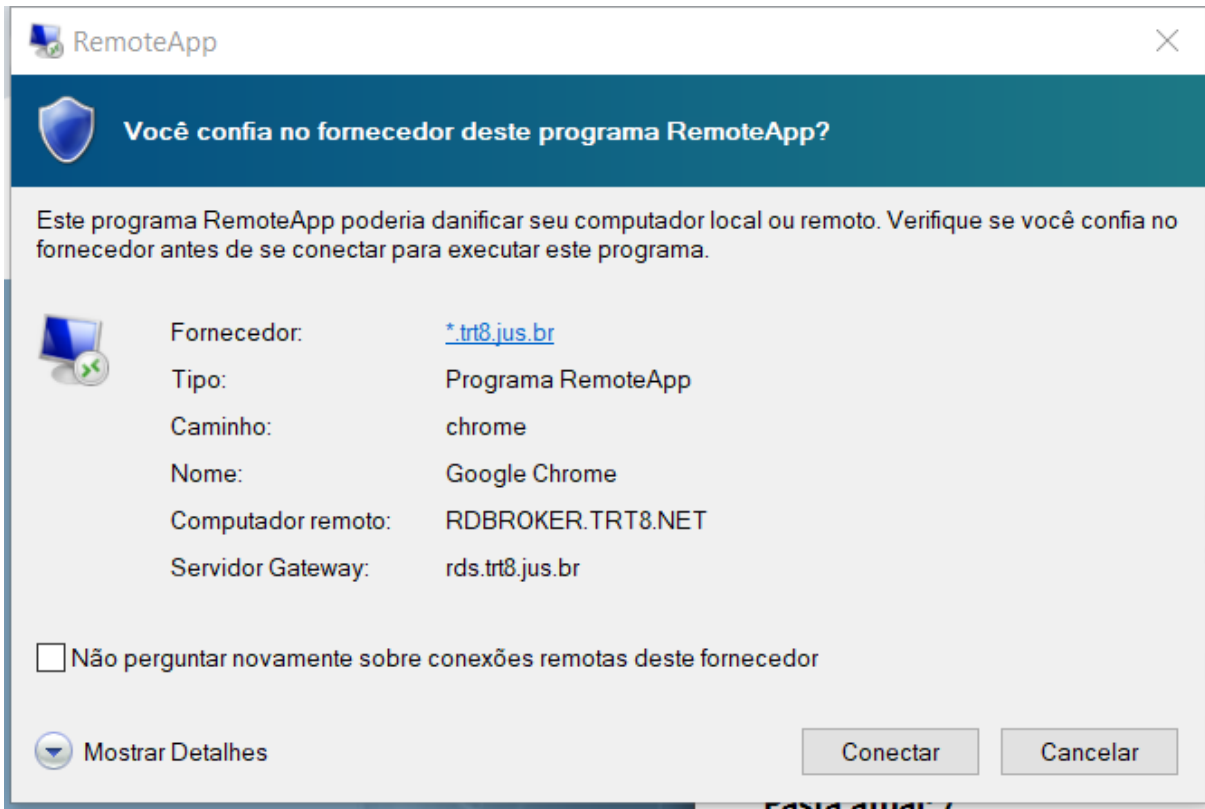 RemoteApp
Você confia no fornecedor deste programa RemoteApp?
Este programa RemoteApp poderia danificar seu computador local ou remoto. Verifique se você confia no
fornecedor antes de se conectar para executar este programa.
Fornecedor: *.trt8.jus.br
Tipo: Programa RemoteApp
Caminho: chrome
Nome: Google Chrome
Computador remoto: RDBROKER.TRT8.NET
Servidor Gateway: rds.trt8.jus.br
Não perguntar novamente sobre conexões remotas deste fornecedor
Mostrar Detalhes Conectar Cancelar